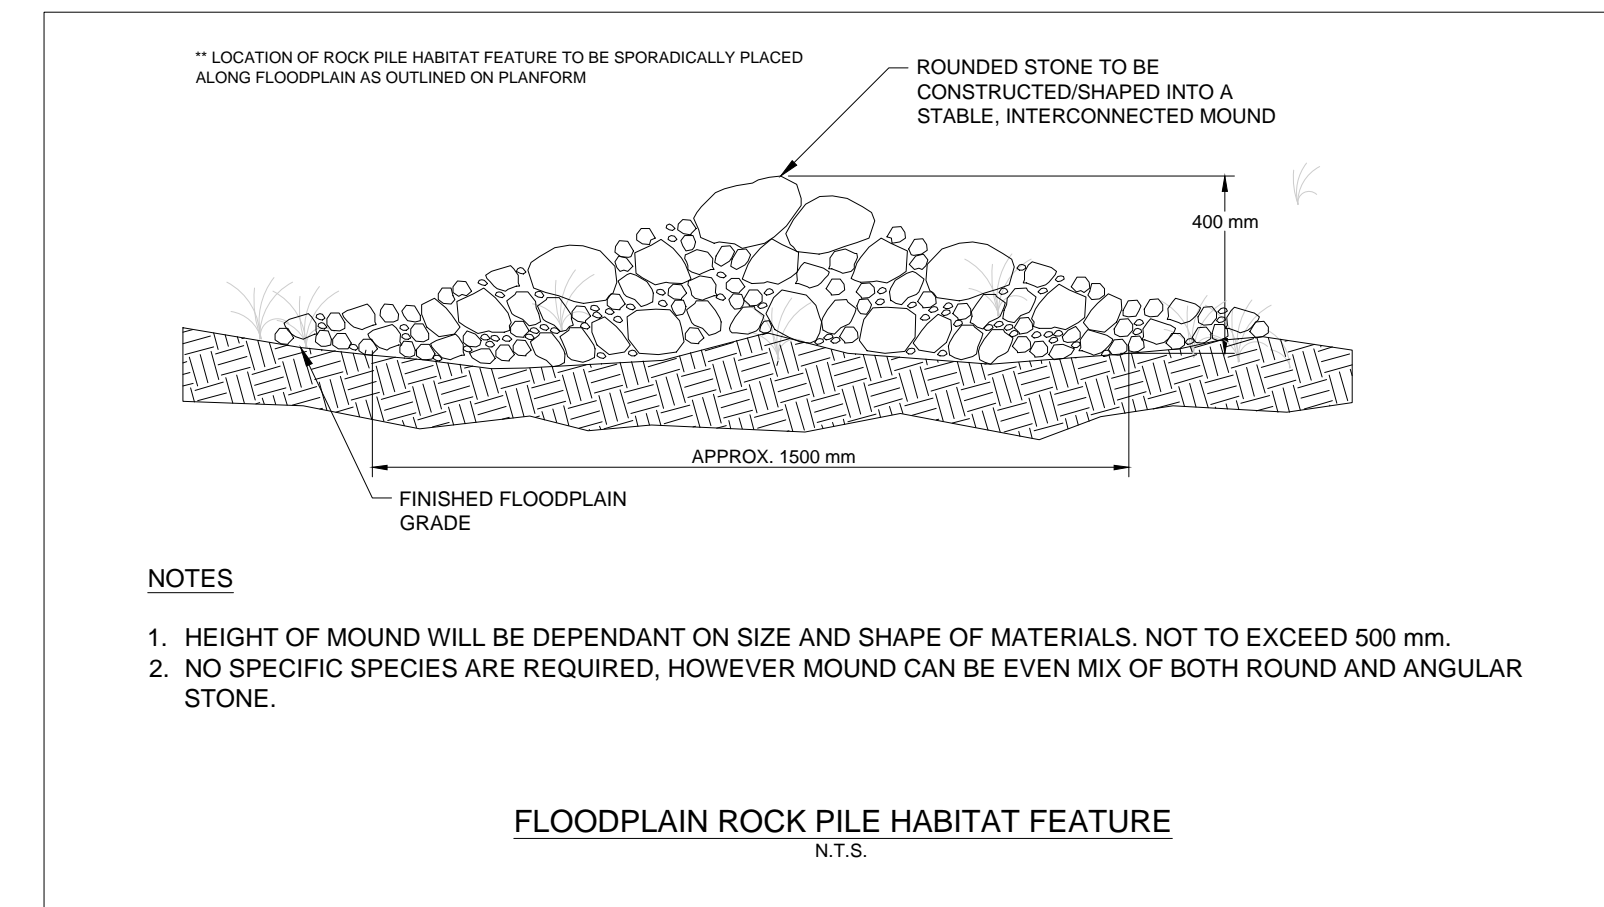 ** LOCATION OF ROCK PILE HABITAT FEATURE TO BE SPORADICALLY PLACED
ALONG FLOODPLAIN AS OUTLINED ON PLANFORM
ROUNDED STONE TO BE
CONSTRUCTED/SHAPED INTO A
STABLE, INTERCONNECTED MOUND
400 mm
APPROX. 1500 mm
FINISHED FLOODPLAIN
GRADE
NOTES
1. HEIGHT OF MOUND WILL BE DEPENDANT ON SIZE AND SHAPE OF MATERIALS. NOT TO EXCEED 500 mm.
2. NO SPECIFIC SPECIES ARE REQUIRED, HOWEVER MOUND CAN BE EVEN MIX OF BOTH ROUND AND ANGULAR
STONE.
FLOODPLAIN ROCK PILE HABITAT FEATURE
N.T.S.